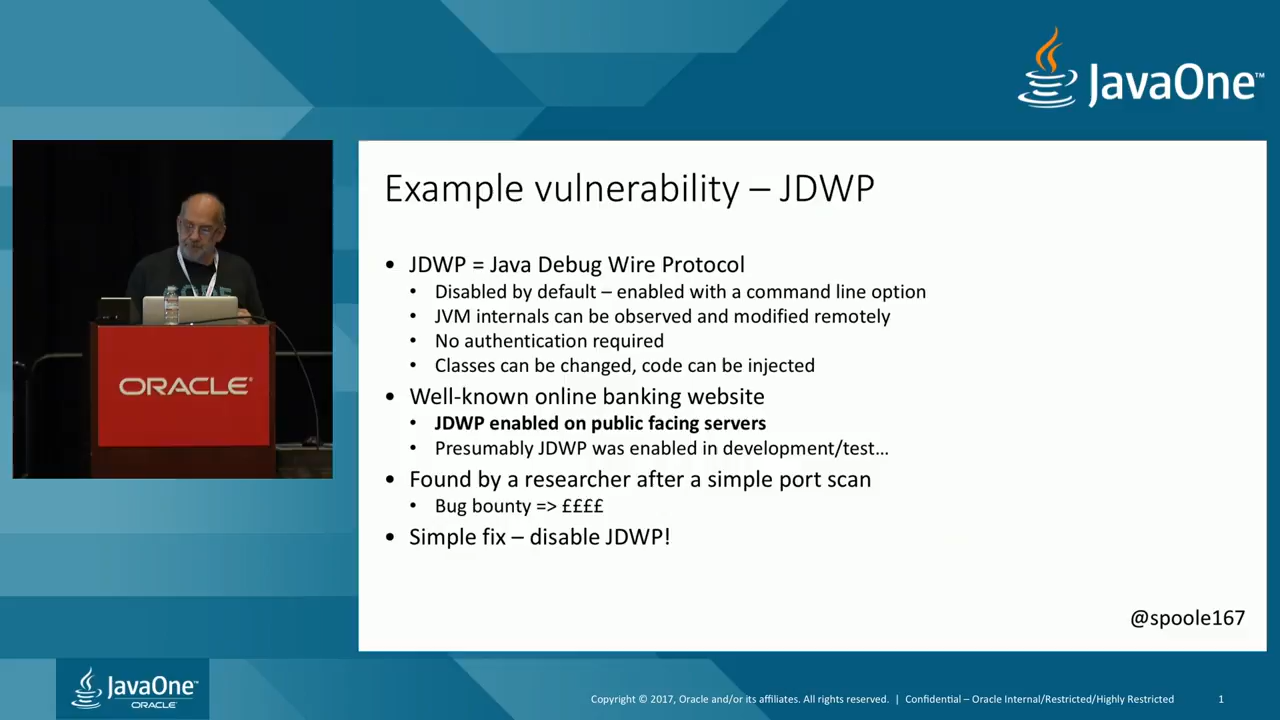 JavaOne™
Example vulnerability – JDWP
• JDWP = Java Debug Wire Protocol
• Disabled by default – enabled with a command line option
• JVM internals can be observed and modified remotely
• No authentication required
• Classes can be changed, code can be injected
• Well-known online banking website
• JDWP enabled on public facing servers
• Presumably JDWP was enabled in development/test…
• Found by a researcher after a simple port scan
• Bug bounty => ££££
• Simple fix – disable JDWP!
@spoole167
ORACLE®
JavaOne™
ORACLE®
Copyright © 2017, Oracle and/or its affiliates. All rights reserved. | Confidential – Oracle Internal/Restricted/Highly Restricted 1